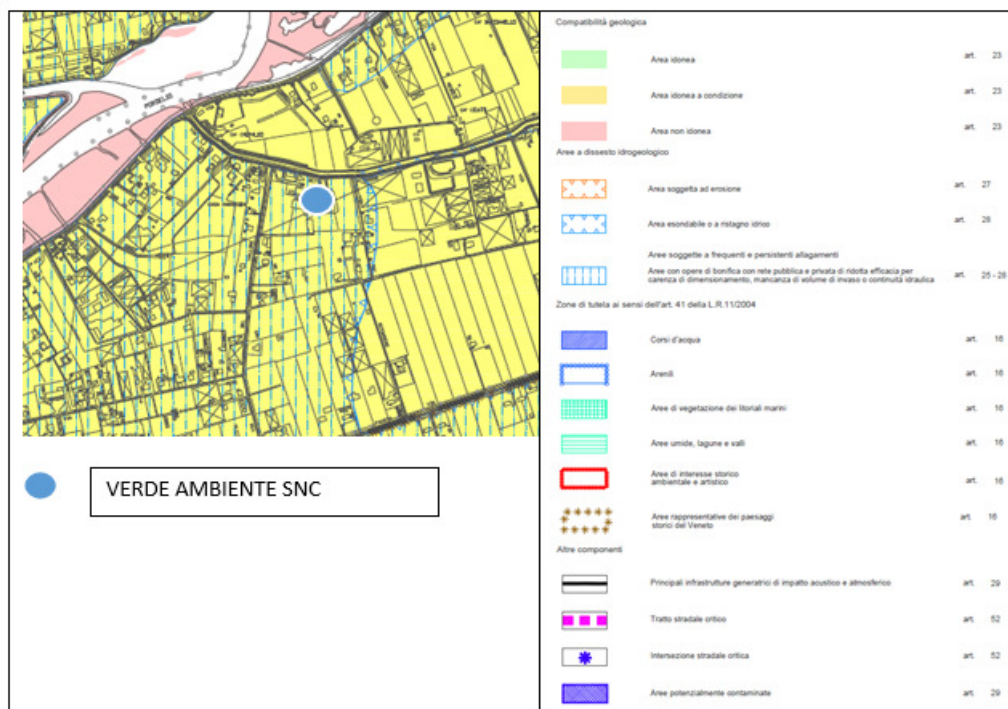 VERDE AMBIENTE SNC
Compatibilità geologica
Area idonea art. 23
Area idonea a condizione art. 23
Area non idonea art. 23
Aree a dissesto idrogeologico
Area soggetta ad erosione art. 27
Area esondabile o a ristagno idrico art. 28
Aree soggette a frequenti e persistenti allagamenti
Aree con opere di bonifica con rete pubblica e privata di ridotta efficacia per
carenza di dimensionamento, mancanza di volume di invaso o continuità idraulica art. 25 - 28
Zone di tutela ai sensi dell'art. 41 della L.R.11/2004
Corsi d'acqua art. 16
Arenili art. 16
Aree di vegetazione dei litoriali marini art. 16
Aree umide, lagune e valli art. 16
Aree di interesse storico
ambientale e artistico art. 16
Aree rappresentative dei paesaggi
storici del Veneto art. 16
Altre componenti
Principali infrastrutture generatrici di impatto acustico e atmosferico art. 29
Tratto stradale critico art. 52
Intersezione stradale critica art. 52
Aree potenzialmente contaminate art. 29